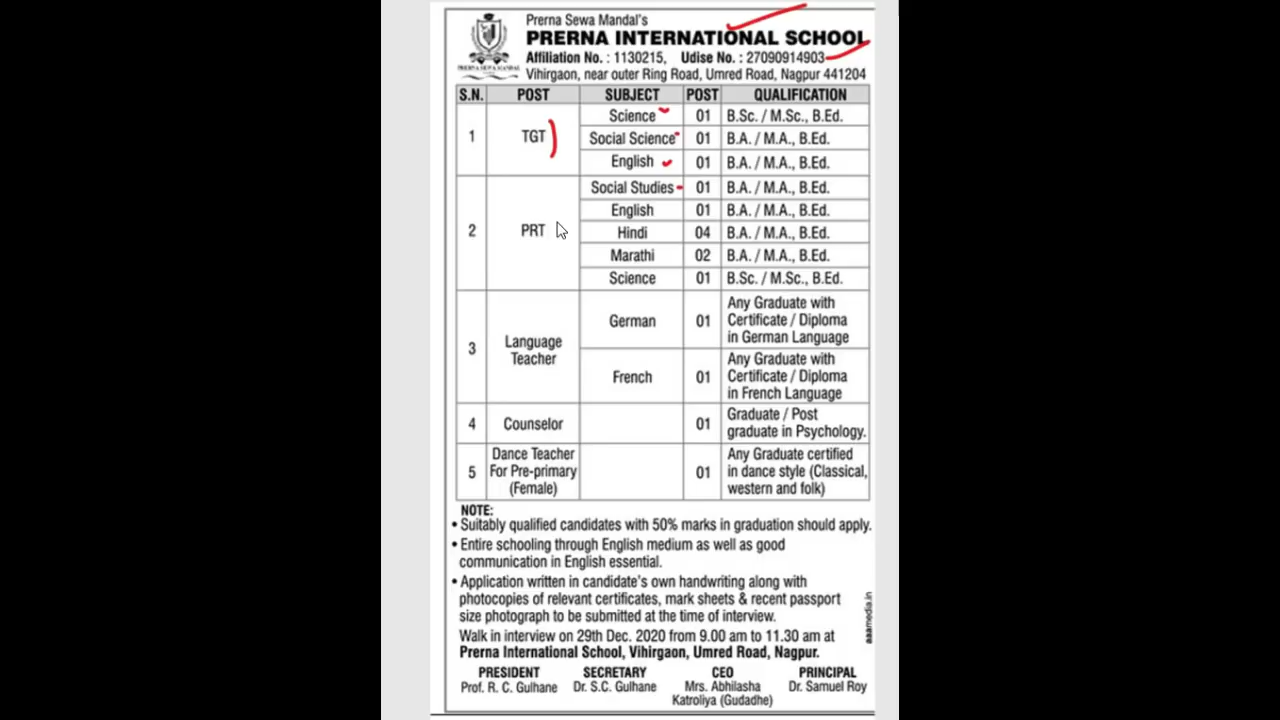 Prerna Sewa Mandal's
PRERNA INTERNATIONAL SCHOOL
Affiliation No. : 1130215, Udise No. : 27090914903
Vihirgaon, near outer Ring Road, Umred Road, Nagpur 441204
PRERNA SEWA MANDAL
S.N. POST SUBJECT POST QUALIFICATION
1 TGT Science 01 B.Sc. / M.Sc., B.Ed.
Social Science 01 B.A. / M.A., B.Ed.
English 01 B.A. / M.A., B.Ed.
2 PRT Social Studies 01 B.A. / M.A., B.Ed.
English 01 B.A. / M.A., B.Ed.
Hindi 04 B.A. / M.A., B.Ed.
Marathi 02 B.A. / M.A., B.Ed.
Science 01 B.Sc. / M.Sc., B.Ed.
3 Language Teacher German 01 Any Graduate with
Certificate / Diploma
in German Language
French 01 Any Graduate with
Certificate / Diploma
in French Language
4 Counselor 01 Graduate / Post
graduate in Psychology.
5 Dance Teacher For Pre-primary (Female) 01 Any Graduate certified
in dance style (Classical,
western and folk)
NOTE:
• Suitably qualified candidates with 50% marks in graduation should apply.
• Entire schooling through English medium as well as good
communication in English essential.
• Application written in candidate's own handwriting along with
photocopies of relevant certificates, mark sheets & recent passport
size photograph to be submitted at the time of interview.
Walk in interview on 29th Dec. 2020 from 9.00 am to 11.30 am at
Prerna International School, Vihirgaon, Umred Road, Nagpur.
PRESIDENT SECRETARY CEO PRINCIPAL
Prof. R. C. Gulhane Dr. S.C. Gulhane Mrs. Abhilasha Dr. Samuel Roy
Katroliya (Gudadhe)
aaamedia.in